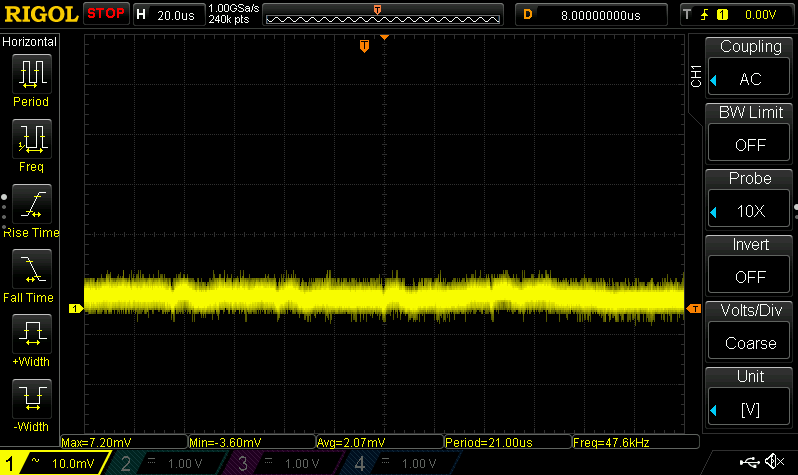 RIGOL STOP H 20.0us 1.00GSa/s 240k pts T D 8.00000000us T 1 0.00V
Horizontal
Period
Freq
Rise Time
Fall Time
+Width
-Width
T
1
T
CH1
Coupling
AC
BW Limit
OFF
Probe
10X
Invert
OFF
Volts/Div
Coarse
Unit
[V]
Max=7.20mV Min=-3.60mV Avg=2.07mV Period=21.00us Freq=47.6kHz
1 ~ 10.0mV 2 1.00 V 3 1.00 V 4 1.00 V